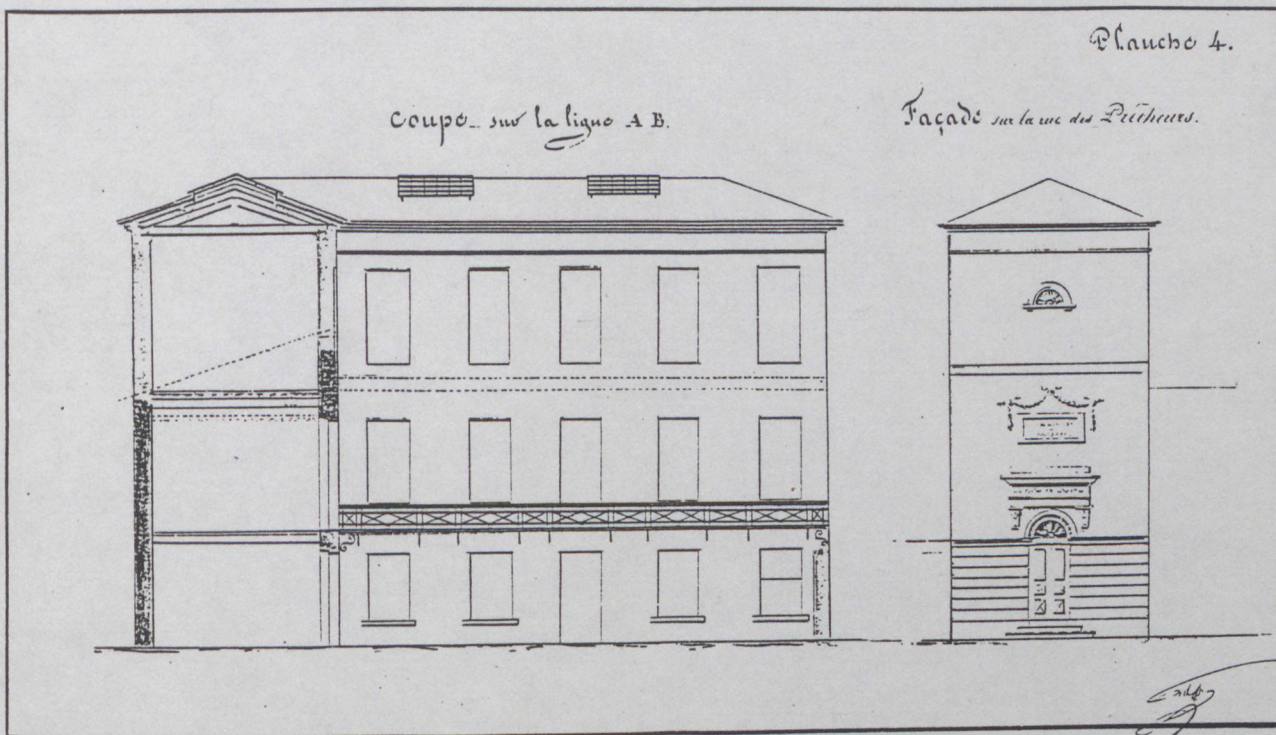 Planche 4.
Coupe sur la ligne A B.
Façade sur la rue des Prêcheurs.